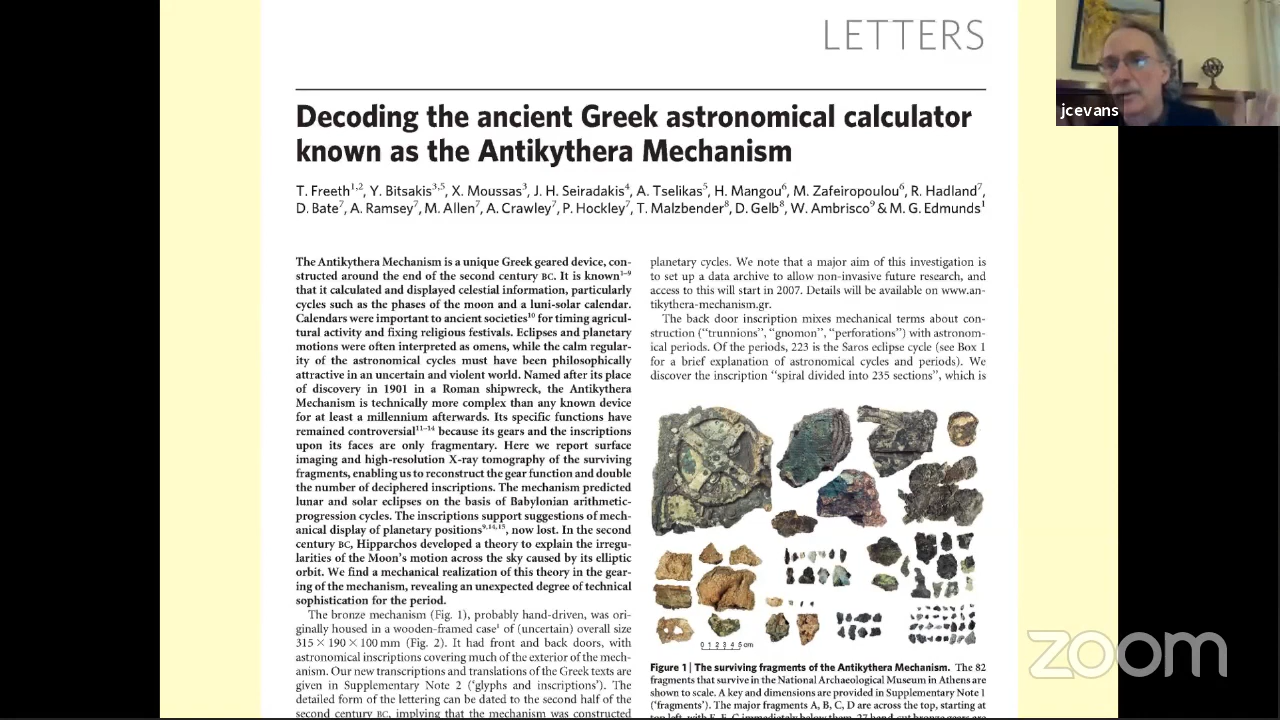 LETTERS
Decoding the ancient Greek astronomical calculator
known as the Antikythera Mechanism
T. Freeth1,2, Y. Bitsakis3,5, X. Moussas3, J. H. Seiradakis4, A. Tselikas5, H. Mangou6, M. Zafeiropoulou6, R. Hadland7,
D. Bate7, A. Ramsey7, M. Allen7, A. Crawley7, P. Hockley7, T. Malzbender8, D. Gelb8, W. Ambrisco9 & M. G. Edmunds1
The Antikythera Mechanism is a unique Greek geared device, con-
structed around the end of the second century BC. It is known1–9
that it calculated and displayed celestial information, particularly
cycles such as the phases of the moon and a luni-solar calendar.
Calendars were important to ancient societies10 for timing agricul-
tural activity and fixing religious festivals. Eclipses and planetary
motions were often interpreted as omens, while the calm regular-
ity of the astronomical cycles must have been philosophically
attractive in an uncertain and violent world. Named after its place
of discovery in 1901 in a Roman shipwreck, the Antikythera
Mechanism is technically more complex than any known device
for at least a millennium afterwards. Its specific functions have
remained controversial11–14 because its gears and the inscriptions
upon its faces are only fragmentary. Here we report surface
imaging and high-resolution X-ray tomography of the surviving
fragments, enabling us to reconstruct the gear function and double
the number of deciphered inscriptions. The mechanism predicted
lunar and solar eclipses on the basis of Babylonian arithmetic-
progression cycles. The inscriptions support suggestions of mech-
anical display of planetary positions9,14,15, now lost. In the second
century BC, Hipparchos developed a theory to explain the irregu-
larities of the Moon's motion across the sky caused by its elliptic
orbit. We find a mechanical realization of this theory in the gear-
ing of the mechanism, revealing an unexpected degree of technical
sophistication for the period.
The bronze mechanism (Fig. 1), probably hand-driven, was ori-
ginally housed in a wooden-framed case1 of (uncertain) overall size
315 × 190 × 100 mm (Fig. 2). It had front and back doors, with
astronomical inscriptions covering much of the exterior of the mech-
anism. Our new transcriptions and translations of the Greek texts are
given in Supplementary Note 2 ('glyphs and inscriptions'). The
detailed form of the lettering can be dated to the second half of the
second century BC, implying that the mechanism was constructed
planetary cycles. We note that a major aim of this investigation is
to set up a data archive to allow non-invasive future research, and
access to this will start in 2007. Details will be available on www.an-
tikythera-mechanism.gr.
The back door inscription mixes mechanical terms about con-
struction ("trunnions", "gnomon", "perforations") with astronom-
ical periods. Of the periods, 223 is the Saros eclipse cycle (see Box 1
for a brief explanation of astronomical cycles and periods). We
discover the inscription "spiral divided into 235 sections", which is
0 1 2 3 4 5 cm
Figure 1 | The surviving fragments of the Antikythera Mechanism. The 82
fragments that survive in the National Archaeological Museum in Athens are
shown to scale. A key and dimensions are provided in Supplementary Note 1
('fragments'). The major fragments A, B, C, D are across the top, starting at
jcevans
zoom